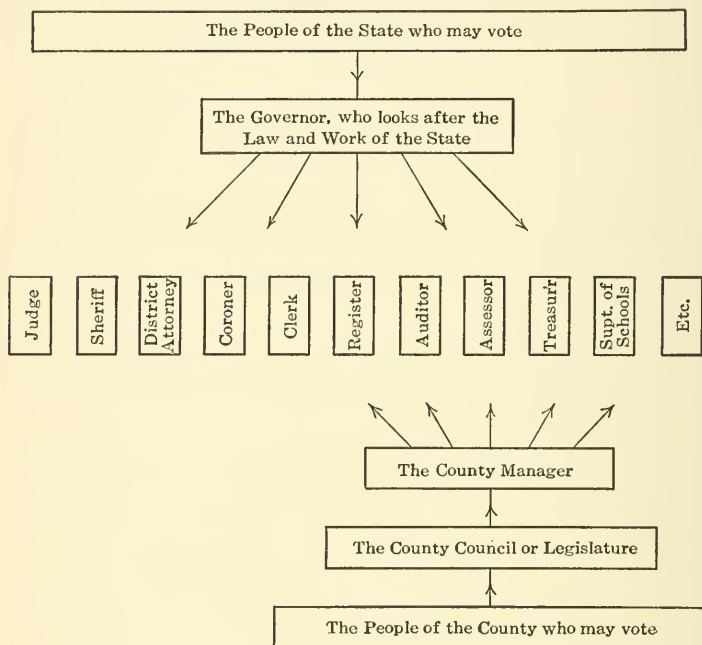 The People of the State who may vote
The Governor, who looks after the
Law and Work of the State
Judge
Sheriff
District
Attorney
Coroner
Clerk
Register
Auditor
Assessor
Treasur'r
Supt. of
Schools
Etc.
The County Manager
The County Council or Legislature
The People of the County who may vote